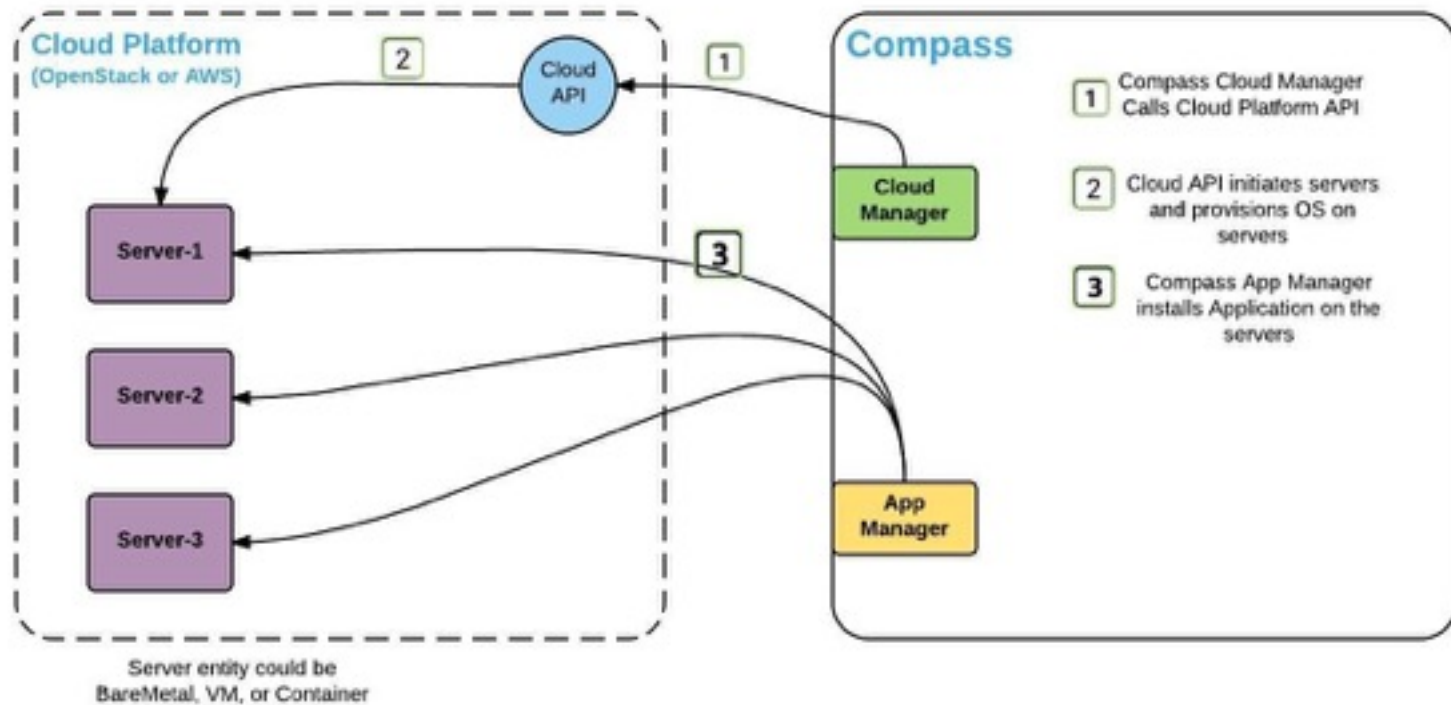 Cloud Platform
(OpenStack or AWS)
2
Cloud
API
1
Compass
1
Compass Cloud Manager
Calls Cloud Platform API
2
Cloud API initiates servers
and provisions OS on
servers
3
Compass App Manager
installs Application on the
servers
Cloud
Manager
Server-1
3
Server-2
Server-3
App
Manager
Server entity could be
BareMetal, VM, or Container